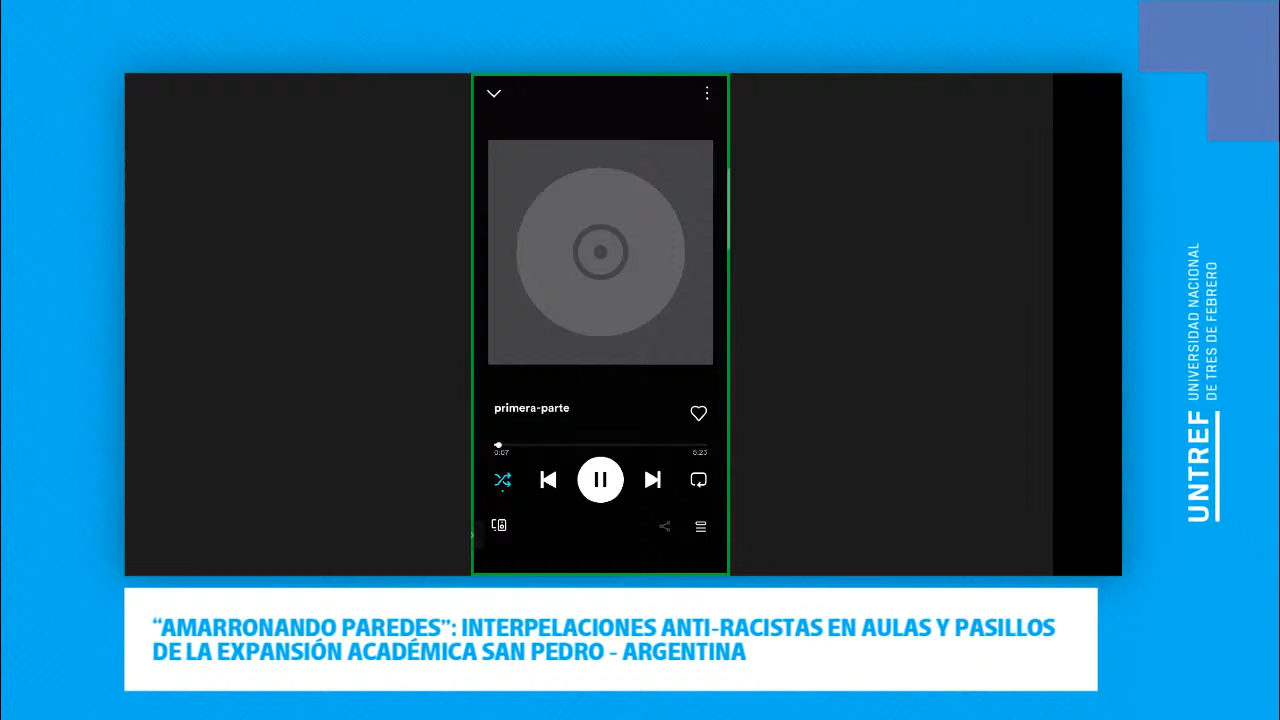 primera-parte
0:07
6:23
UNTREF
UNIVERSIDAD NACIONAL
DE TRES DE FEBRERO
“AMARRONANDO PAREDES”: INTERPELACIONES ANTI-RACISTAS EN AULAS Y PASILLOS
DE LA EXPANSIÓN ACADÉMICA SAN PEDRO - ARGENTINA